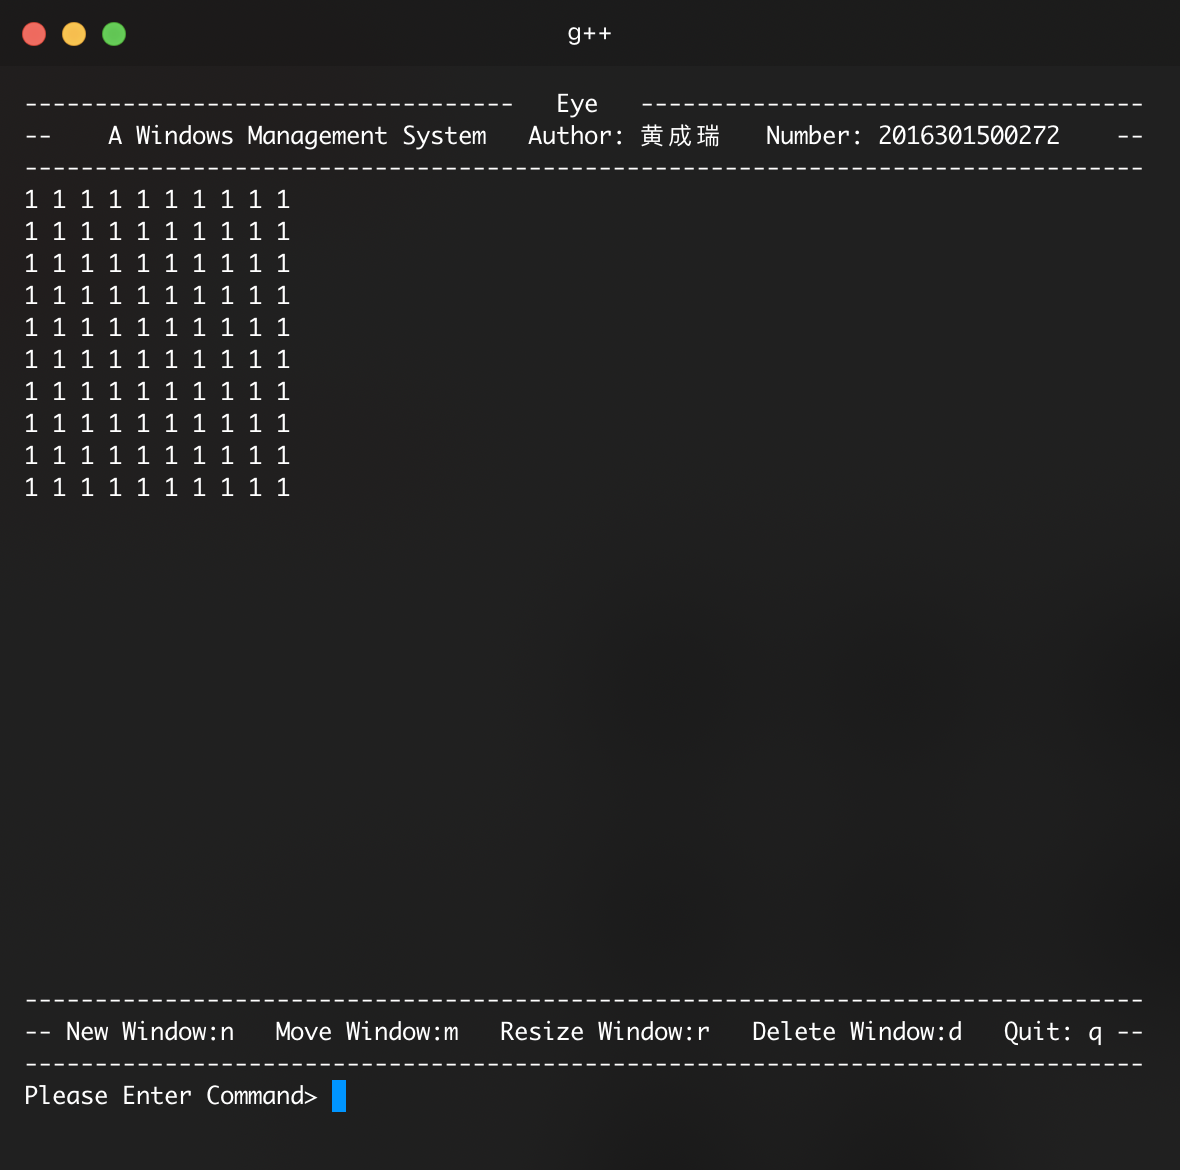 g++
----------------------------------- Eye ------------------------------------
-- A Windows Management System Author: 黄成瑞 Number: 2016301500272 --
--------------------------------------------------------------------------------
1 1 1 1 1 1 1 1 1 1
1 1 1 1 1 1 1 1 1 1
1 1 1 1 1 1 1 1 1 1
1 1 1 1 1 1 1 1 1 1
1 1 1 1 1 1 1 1 1 1
1 1 1 1 1 1 1 1 1 1
1 1 1 1 1 1 1 1 1 1
1 1 1 1 1 1 1 1 1 1
1 1 1 1 1 1 1 1 1 1
1 1 1 1 1 1 1 1 1 1
--------------------------------------------------------------------------------
-- New Window:n Move Window:m Resize Window:r Delete Window:d Quit: q --
--------------------------------------------------------------------------------
Please Enter Command>